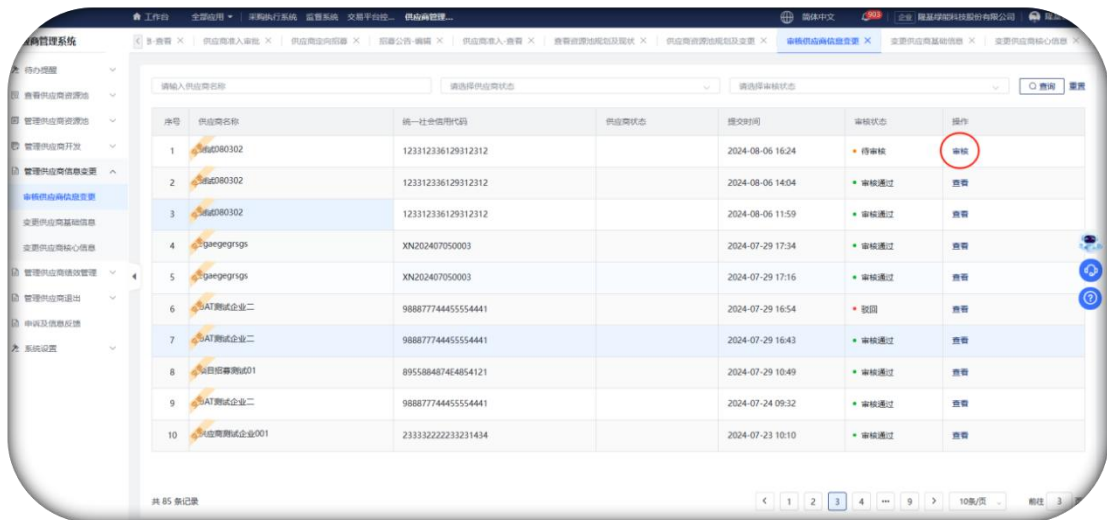 工作台 全部应用 采购执行系统 监管系统 交易平台控... 供应商管理... 简体中文 903 企业 隆基绿能科技股份有限公司
商管理系统
查看 × 供应商准入审批 × 供应商定向招募 × 招募公告-编辑 × 供应商准入-查看 × 查看资源池规划及现状 × 供应商资源池规划及变更 × 审核供应商信息变更 × 变更供应商基础信息 × 变更供应商核心信息 ×
待办提醒
查看供应商资源池
管理供应商资源池
管理供应商开发
管理供应商信息变更
审核供应商信息变更
变更供应商基础信息
变更供应商核心信息
管理供应商绩效管理
管理供应商退出
申诉及信息反馈
系统设置
请输入供应商名称 请选择供应商状态 请选择审核状态 查询 重置
序号 供应商名称 统一社会信用代码 供应商状态 提交时间 审核状态 操作
1 测试080302 123312336129312312 2024-08-06 16:24 待审核 审核
2 测试080302 123312336129312312 2024-08-06 14:04 审核通过 查看
3 测试080302 123312336129312312 2024-08-06 11:59 审核通过 查看
4 gaegegrsgs XN202407050003 2024-07-29 17:34 审核通过 查看
5 gaegegrsgs XN202407050003 2024-07-29 17:16 审核通过 查看
6 AT测试企业二 988877744455554441 2024-07-29 16:54 驳回 查看
7 AT测试企业二 988877744455554441 2024-07-29 16:43 审核通过 查看
8 目招募测试01 8955884874E4854121 2024-07-29 10:49 审核通过 查看
9 AT测试企业二 988877744455554441 2024-07-24 09:32 审核通过 查看
10 供应商测试企业001 233332222233231434 2024-07-23 10:10 审核通过 查看
共 85 条记录 < 1 2 3 4 ··· 9 > 10条/页 前往 3